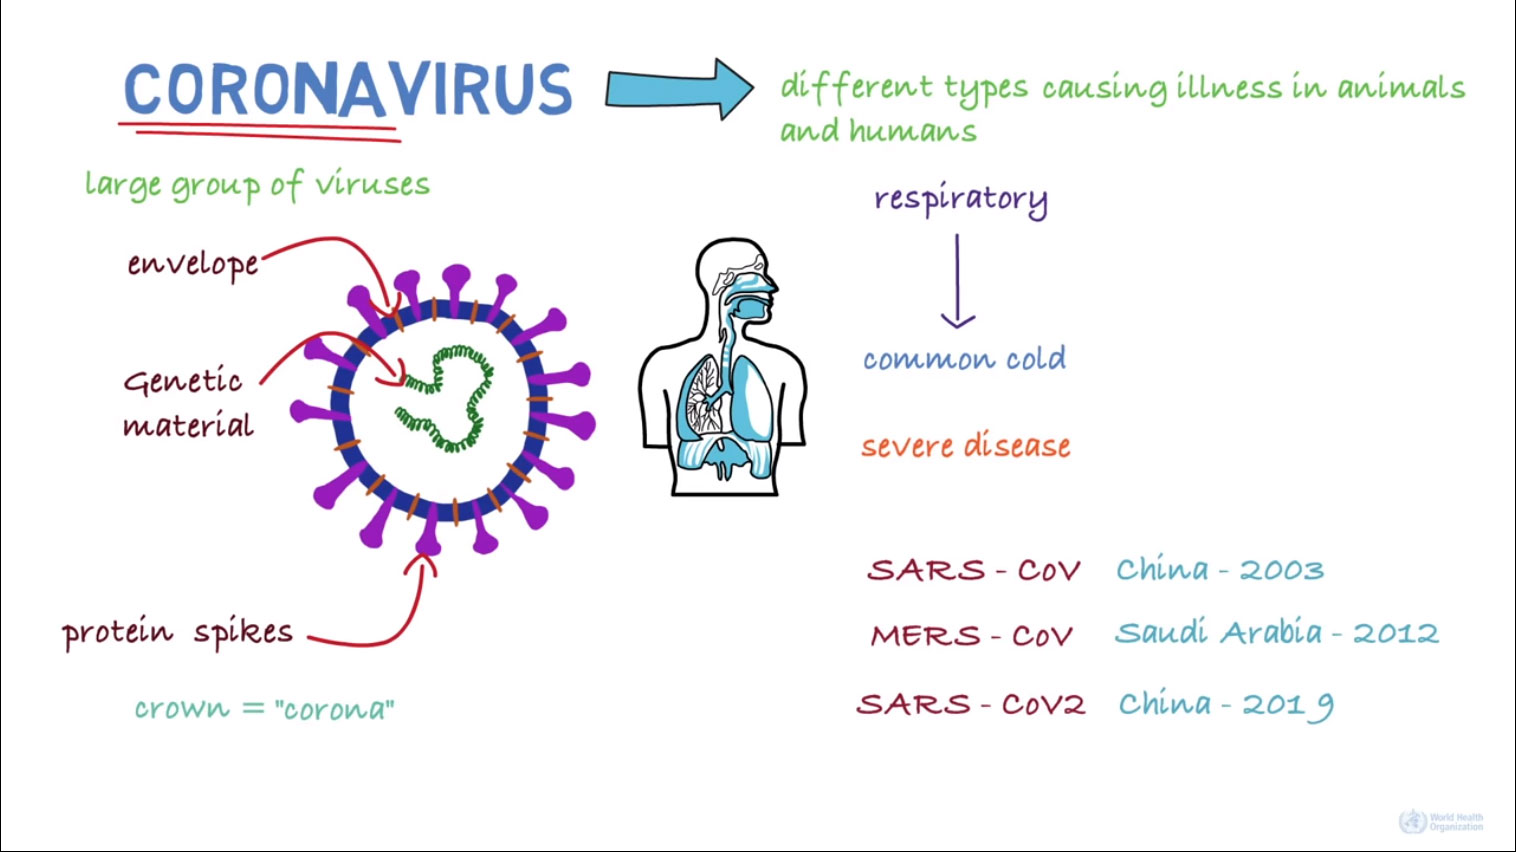 CORONAVIRUS
different types causing illness in animals
and humans
large group of viruses
respiratory
envelope
common cold
Genetic
material
severe disease
SARS - CoV China - 2003
protein spikes
MERS - CoV Saudi Arabia - 2012
crown = "corona"
SARS - CoV2 China - 2019
World Health
Organization